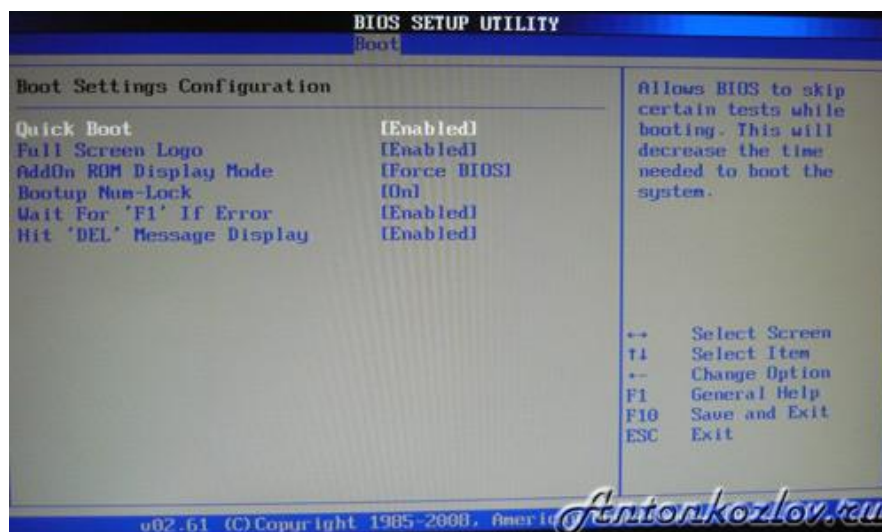 BIOS SETUP UTILITY
Boot
Boot Settings Configuration
Quick Boot [Enabled]
Full Screen Logo [Enabled]
AddOn ROM Display Mode [Force BIOS]
Bootup Num-Lock [On]
Wait For 'F1' If Error [Enabled]
Hit 'DEL' Message Display [Enabled]
Allows BIOS to skip
certain tests while
booting. This will
decrease the time
needed to boot the
system.
←→ Select Screen
↑↓ Select Item
+- Change Option
F1 General Help
F10 Save and Exit
ESC Exit
v02.61 (C)Copyright 1985-2008,
Antonkozlov.ru